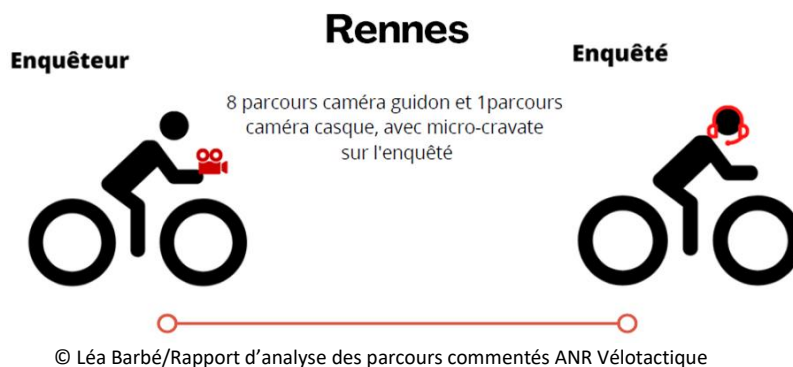 Rennes
Enquêteur
Enquêté
8 parcours caméra guidon et 1parcours
caméra casque, avec micro-cravate
sur l'enquêté
© Léa Barbé/Rapport d’analyse des parcours commentés ANR Vélotactique